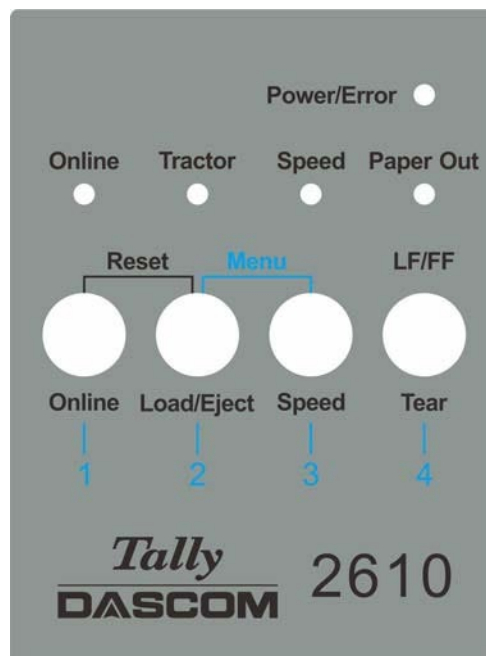 Power/Error
Online Tractor Speed Paper Out
Reset Menu LF/FF
Online Load/Eject Speed Tear
1 2 3 4
Tally
DASCOM 2610